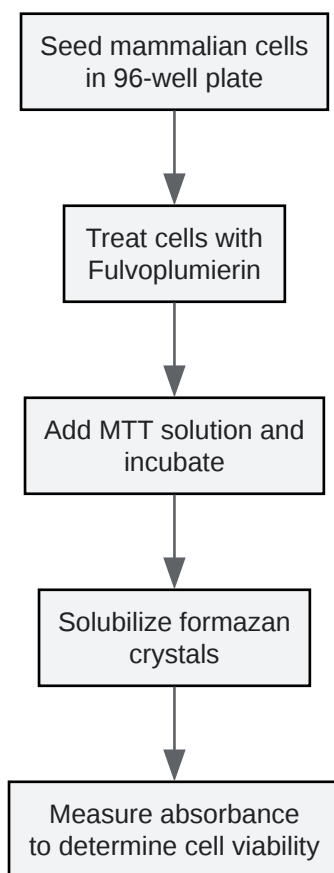 Seed mammalian cells
in 96-well plate
Treat cells with
Fulvoplumierin
Add MTT solution and
incubate
Solubilize formazan
crystals
Measure absorbance
to determine cell viability